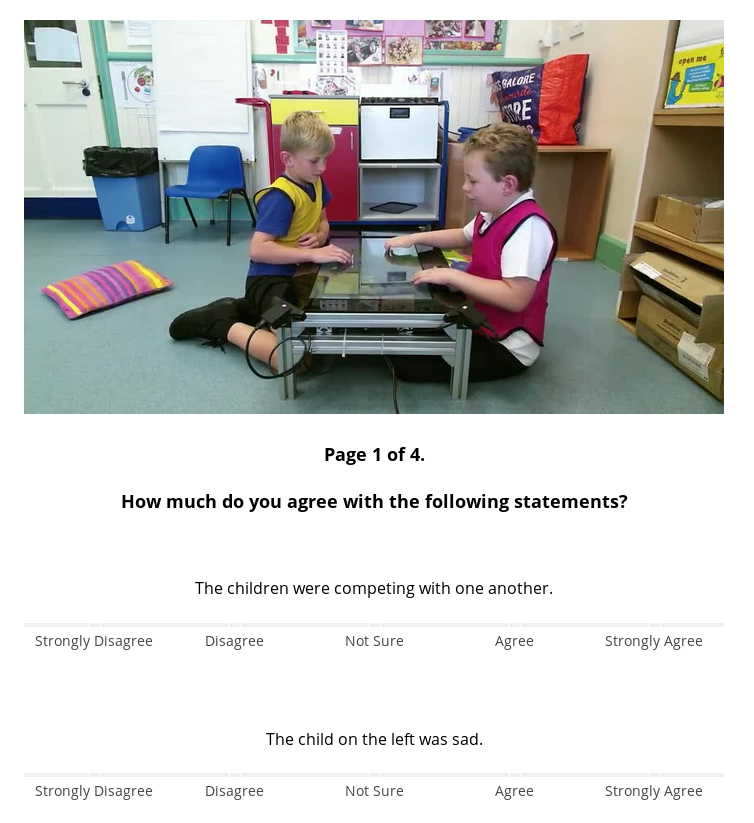 open me
Page 1 of 4.
How much do you agree with the following statements?
The children were competing with one another.
Strongly Disagree Disagree Not Sure Agree Strongly Agree
The child on the left was sad.
Strongly Disagree Disagree Not Sure Agree Strongly Agree